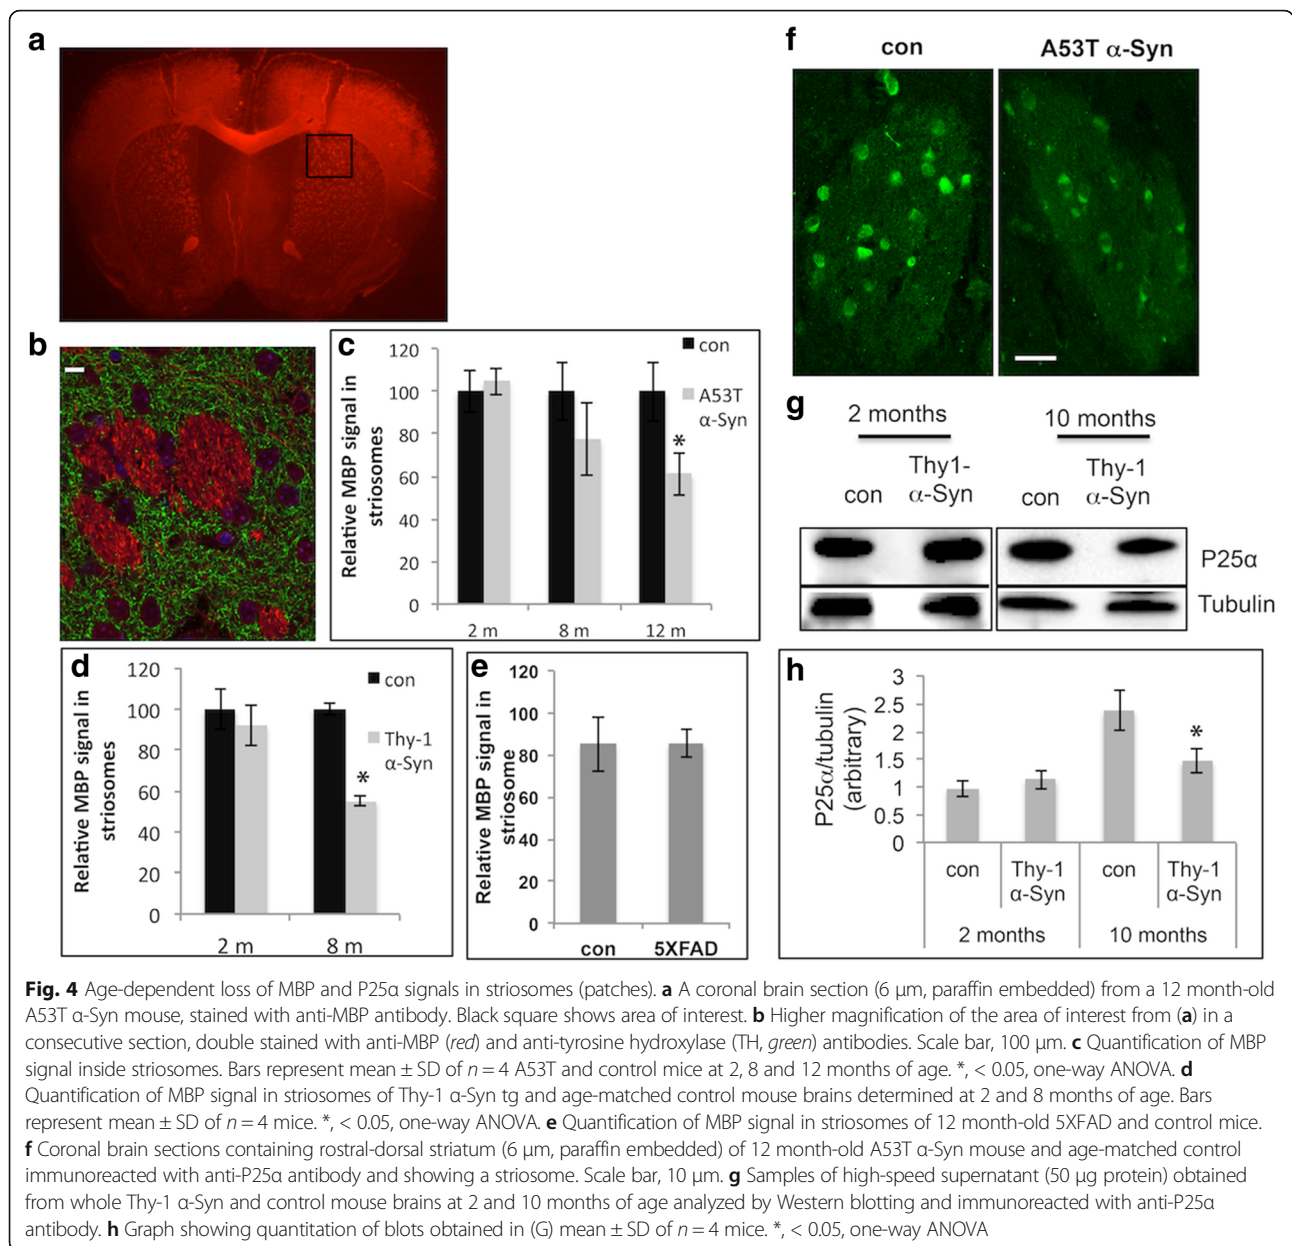 a
f
con
A53T α-Syn
b
c
120
100
80
60
40
20
0
Relative MBP signal in
striosomes
con
A53T
α-Syn
*
2 m
8 m
12 m
g
2 months
10 months
con
Thy1-
α-Syn
con
Thy-1
α-Syn
P25α
Tubulin
d
120
100
80
60
40
20
0
Relative MBP signal in
striosomes
con
Thy-1
α-Syn
*
2 m
8 m
e
120
100
80
60
40
20
0
Relative MBP signal in
striosome
con
5XFAD
h
3
2.5
2
1.5
1
0.5
0
P25α/tubulin
(arbitrary)
*
con
Thy-1
α-Syn
con
Thy-1
α-Syn
2 months
10 months
Fig. 4 Age-dependent loss of MBP and P25α signals in striosomes (patches). a A coronal brain section (6 μm, paraffin embedded) from a 12 month-old
A53T α-Syn mouse, stained with anti-MBP antibody. Black square shows area of interest. b Higher magnification of the area of interest from (a) in a
consecutive section, double stained with anti-MBP (red) and anti-tyrosine hydroxylase (TH, green) antibodies. Scale bar, 100 μm. c Quantification of MBP
signal inside striosomes. Bars represent mean ± SD of n = 4 A53T and control mice at 2, 8 and 12 months of age. *, < 0.05, one-way ANOVA. d
Quantification of MBP signal in striosomes of Thy-1 α-Syn tg and age-matched control mouse brains determined at 2 and 8 months of age. Bars
represent mean ± SD of n = 4 mice. *, < 0.05, one-way ANOVA. e Quantification of MBP signal in striosomes of 12 month-old 5XFAD and control mice.
f Coronal brain sections containing rostral-dorsal striatum (6 μm, paraffin embedded) of 12 month-old A53T α-Syn mouse and age-matched control
immunoreacted with anti-P25α antibody and showing a striosome. Scale bar, 10 μm. g Samples of high-speed supernatant (50 μg protein) obtained
from whole Thy-1 α-Syn and control mouse brains at 2 and 10 months of age analyzed by Western blotting and immunoreacted with anti-P25α
antibody. h Graph showing quantitation of blots obtained in (G) mean ± SD of n = 4 mice. *, < 0.05, one-way ANOVA